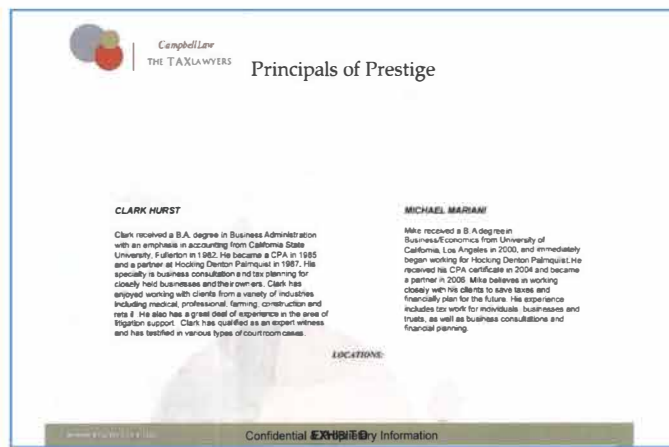 CampbellLaw
THE TAXLAWYERS
Principals of Prestige
CLARK HURST
Clark received a B.A. degree in Business Administration
with an emphasis in accounting from California State
University, Fullerton in 1982. He became a CPA in 1985
and a partner at Hocking Denton Palmquist in 1987. His
specialty is business consultation and tax planning for
closely held businesses and their owners. Clark has
enjoyed working with clients from a variety of industries
including medical, professional, farming, construction and
retail. He also has a great deal of experience in the area of
litigation support. Clark has qualified as an expert witness
and has testified in various types of courtroom cases.
MICHAEL MARIANI
Mike received a B.A degree in
Business/Economics from University of
California, Los Angeles in 2000, and immediately
began working for Hocking Denton Palmquist. He
received his CPA certificate in 2004 and became
a partner in 2006. Mike believes in working
closely with his clients to save taxes and
financially plan for the future. His experience
includes tax work for individuals, businesses and
trusts, as well as business consultations and
financial planning.
LOCATIONS:
Confidential & Proprietary Information
EXHIBIT D